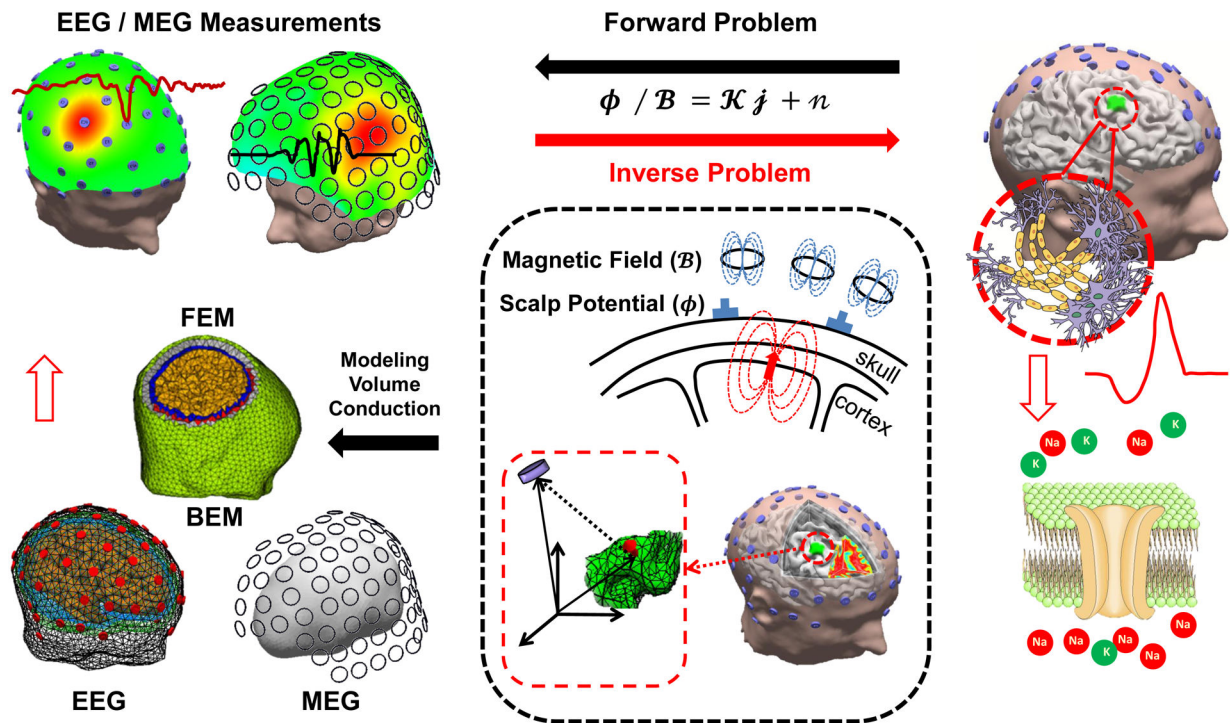 EEG / MEG Measurements
Forward Problem
ϕ / ℬ = 𝒦 𝒋 + n
Inverse Problem
Magnetic Field (ℬ)
Scalp Potential (ϕ)
skull
cortex
FEM
Modeling
Volume
Conduction
BEM
EEG
MEG
Na
K
Na
K
K
Na
Na
K
Na
Na
Na